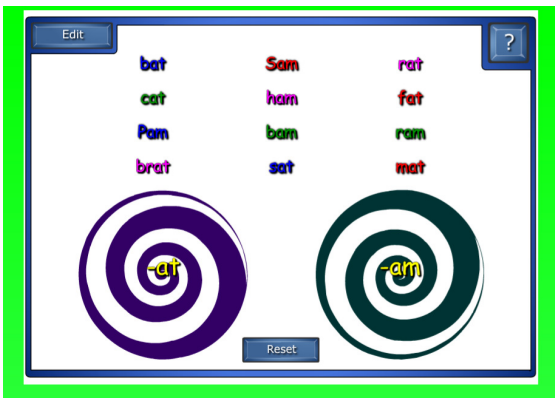 Edit
?
bat Sam rat
cat ham fat
Pam bam ram
brat sat mat
-at -am
Reset